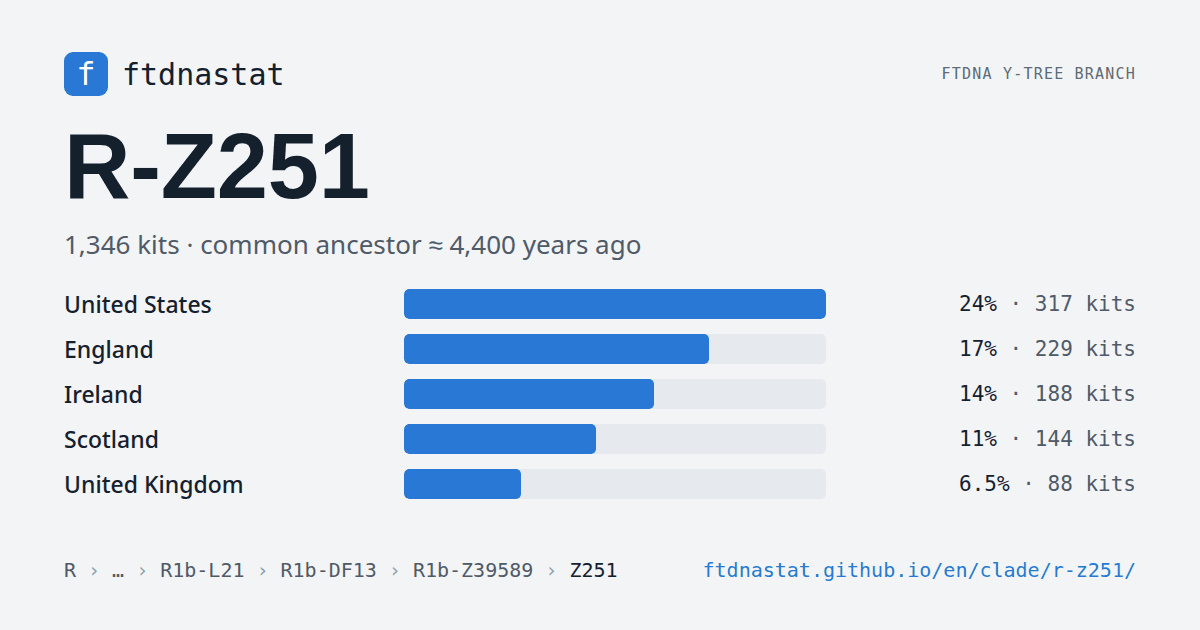 f ftdnastat
FTDNA Y-TREE BRANCH
R-Z251
1,346 kits · common ancestor ≈ 4,400 years ago
United States 24% · 317 kits
England 17% · 229 kits
Ireland 14% · 188 kits
Scotland 11% · 144 kits
United Kingdom 6.5% · 88 kits
R › … › R1b-L21 › R1b-DF13 › R1b-Z39589 › Z251
ftdnastat.github.io/en/clade/r-z251/